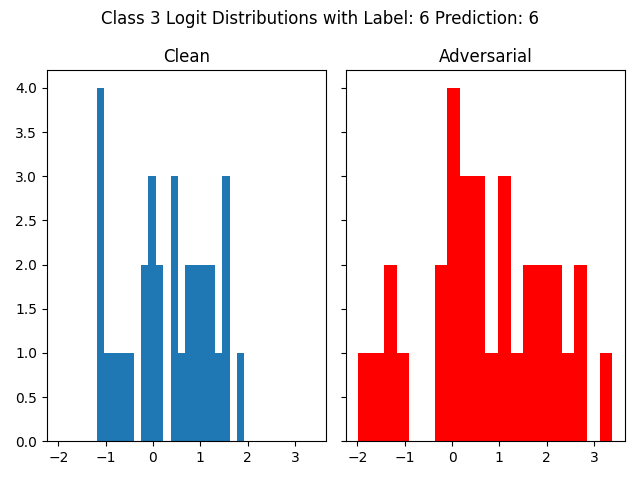 Class 3 Logit Distributions with Label: 6 Prediction: 6
Clean
Adversarial
4.0
3.5
3.0
2.5
2.0
1.5
1.0
0.5
0.0
−2 −1 0 1 2 3
−2 −1 0 1 2 3